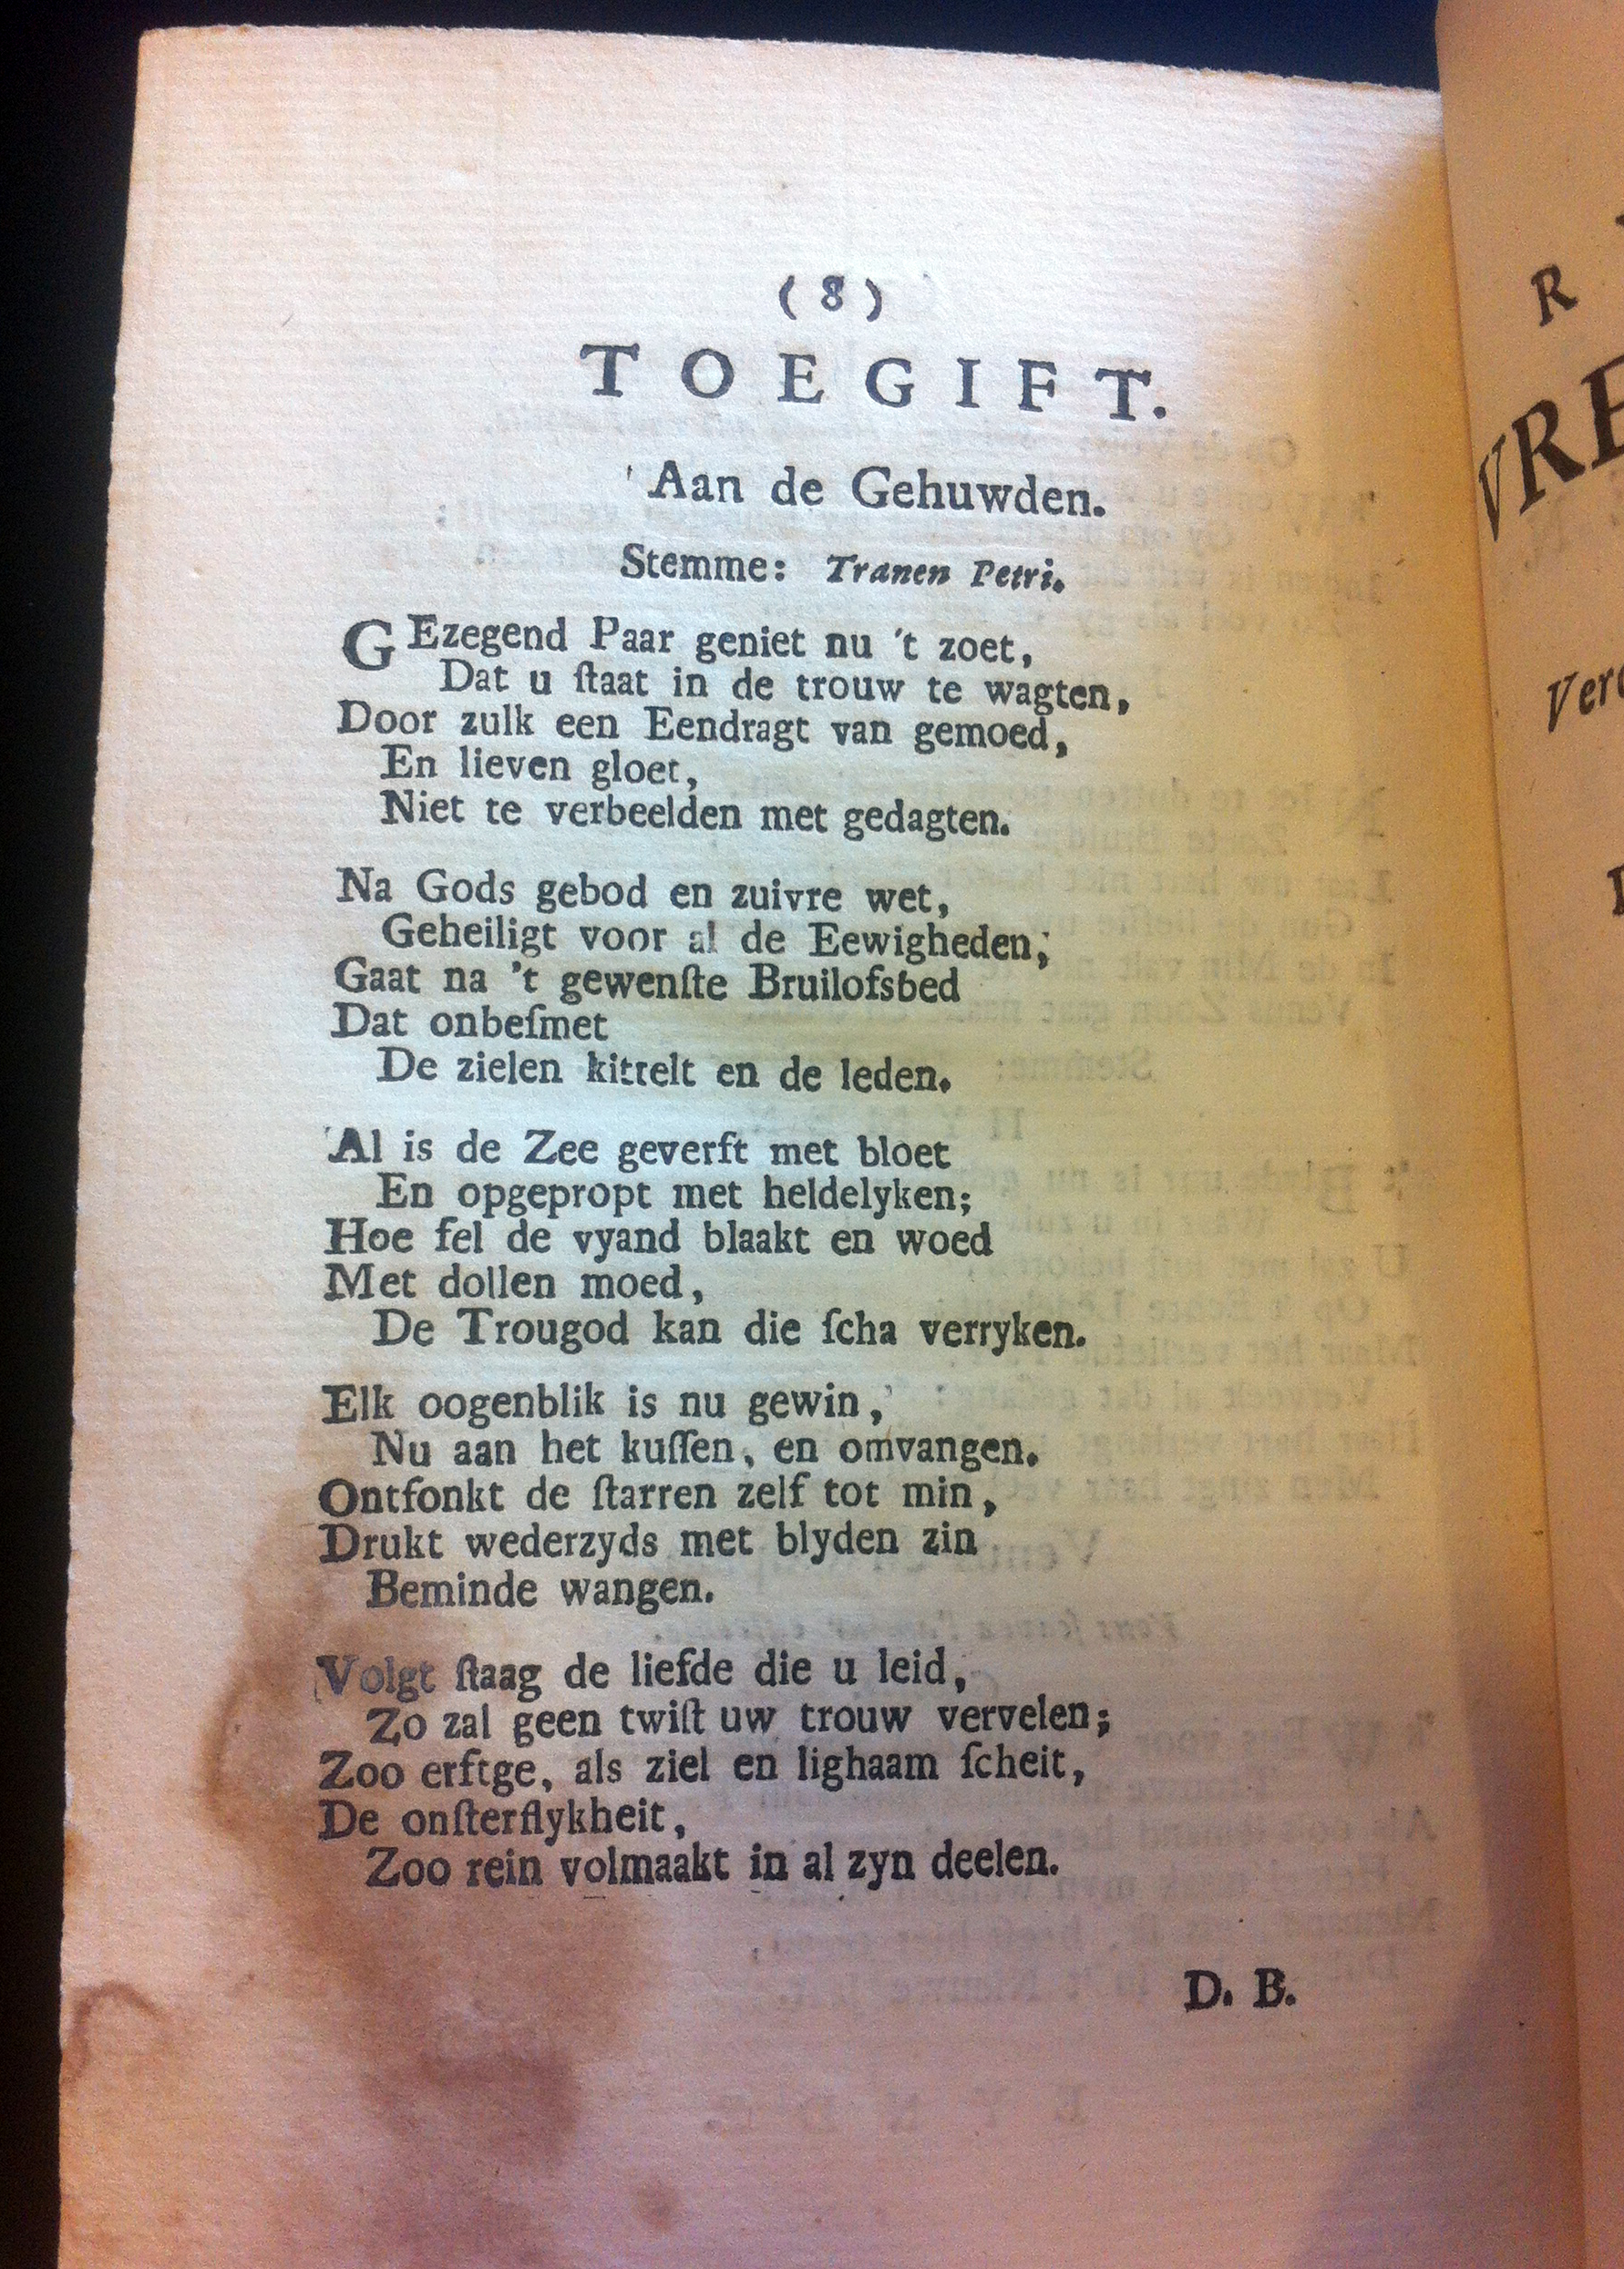 ( 8 )
TOEGIFT.
Aan de Gehuwden.
Stemme: Tranen Petri.
GEzegend Paar geniet nu 't zoet,
Dat u ſtaat in de trouw te wagten,
Door zulk een Eendragt van gemoed,
En lieven gloet,
Niet te verbeelden met gedagten.
Na Gods gebod en zuivre wet,
Geheiligt voor al de Eewigheden;
Gaat na 't gewenſte Bruilofsbed
Dat onbeſmet
De zielen kittelt en de leden.
Al is de Zee geverft met bloet
En opgepropt met heldelyken;
Hoe fel de vyand blaakt en woed
Met dollen moed,
De Trougod kan die ſcha verryken.
Elk oogenblik is nu gewin,
Nu aan het kuſſen, en omvangen.
Ontfonkt de ſtarren zelf tot min,
Drukt wederzyds met blyden zin
Beminde wangen.
Volgt ſtaag de liefde die u leid,
Zo zal geen twiſt uw trouw vervelen;
Zoo erftge, als ziel en lighaam ſcheit,
De onſterflykheit,
Zoo rein volmaakt in al zyn deelen.
D. B.
R
VRE